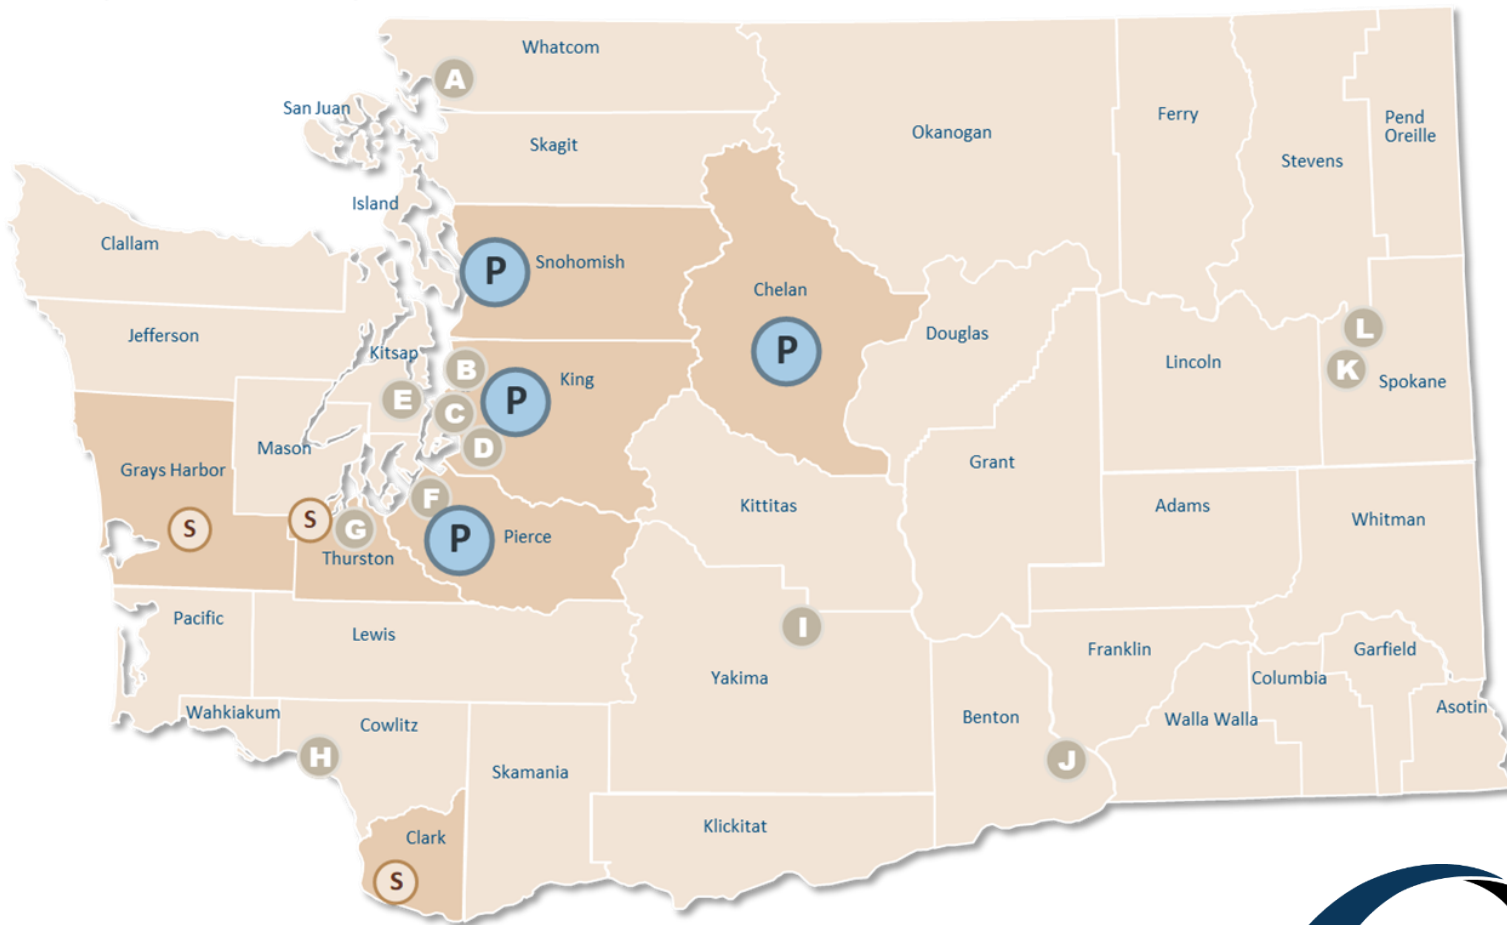 Whatcom
A
San Juan
Skagit
Okanogan
Ferry
Stevens
Pend
Oreille
Island
Clallam
P
Snohomish
Chelan
P
Jefferson
Kitsap
Douglas
Lincoln
L
K
Spokane
B
King
P
E
C
D
Mason
Grays Harbor
Grant
F
Kittitas
Adams
Whitman
S
S
G
P
Pierce
Thurston
Pacific
Lewis
I
Franklin
Garfield
Yakima
Columbia
Wahkiakum
Cowlitz
Benton
Walla Walla
Asotin
H
Skamania
J
Clark
Klickitat
S